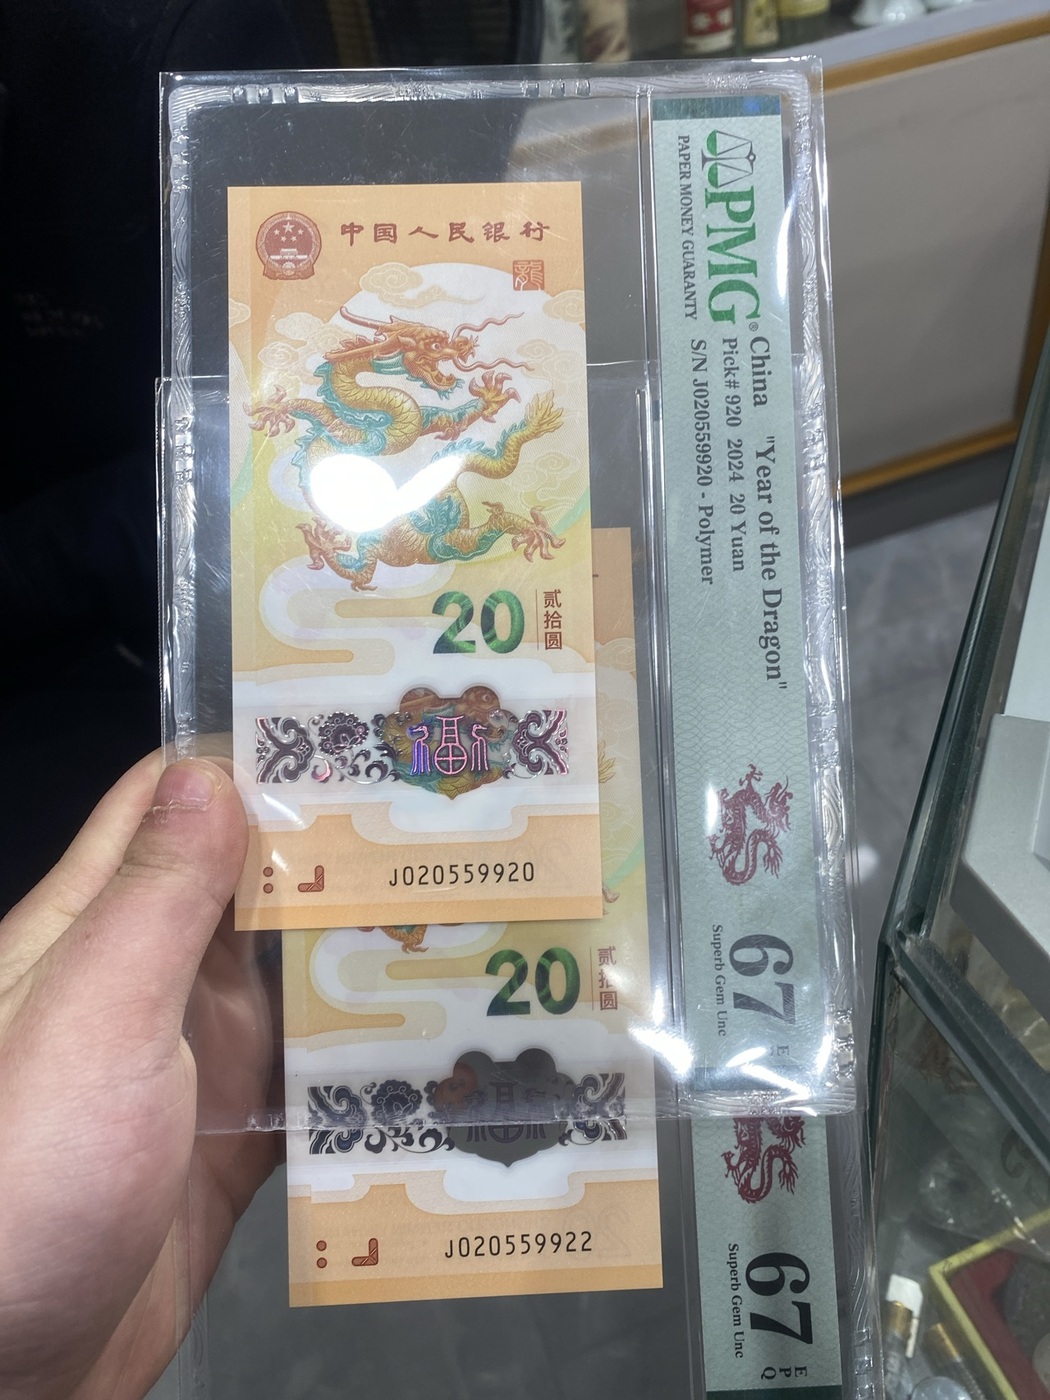 中国人民银行
龍
20
贰拾圆
福
J020559920
20
贰拾圆
福
J020559922
PMG®
PAPER MONEY GUARANTY
China "Year of the Dragon"
Pick# 920 2024 20 Yuan
S/N J020559920 - Polymer
67 E
Superb Gem Unc
67 EPQ
Superb Gem Unc